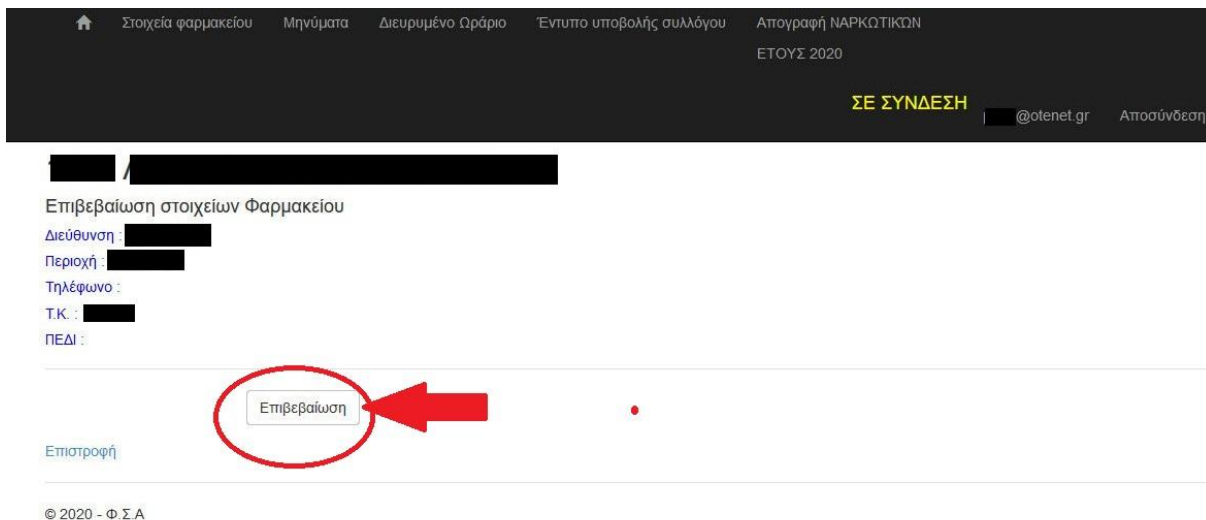 Στοιχεία φαρμακείου Μηνύματα Διευρυμένο Ωράριο Έντυπο υποβολής συλλόγου Απογραφή ΝΑΡΚΩΤΙΚΏΝ
ΕΤΟΥΣ 2020
ΣΕ ΣΥΝΔΕΣΗ @otenet.gr Αποσύνδεση
/
Επιβεβαίωση στοιχείων Φαρμακείου
Διεύθυνση :
Περιοχή :
Τηλέφωνο :
Τ.Κ. :
ΠΕΔΙ :
Επιβεβαίωση
Επιστροφή
© 2020 - Φ.Σ.Α